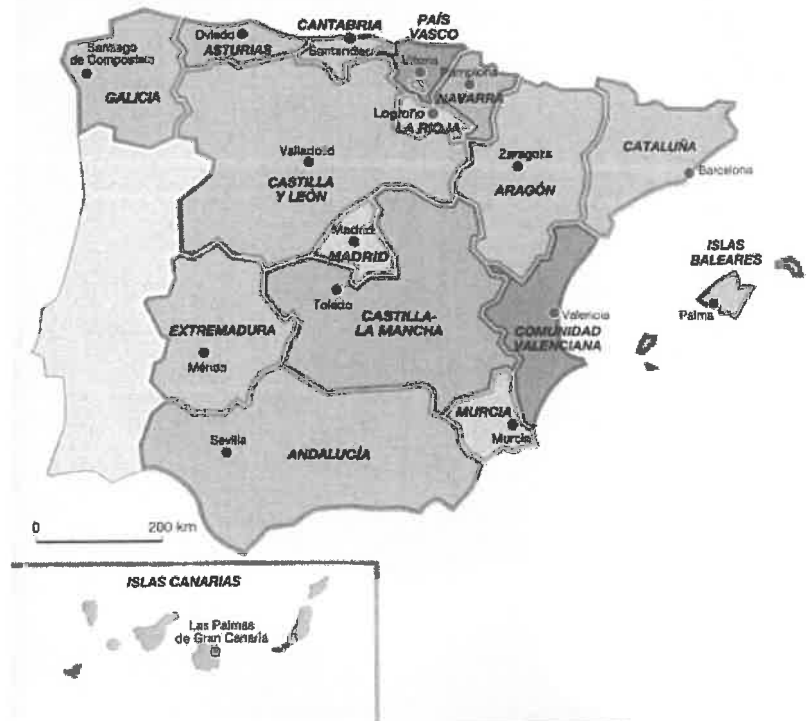 CANTABRIA
PAÍS
VASCO
Oviedo
ASTURIAS
Santander
Santiago
de Compostela
GALICIA
Vitoria
Pamplona
NAVARRA
Logroño
LA RIOJA
Valladolid
CASTILLA
Y LEÓN
Zaragoza
ARAGÓN
CATALUÑA
Barcelona
Madrid
MADRID
ISLAS
BALEARES
Palma
Toledo
CASTILLA-
LA MANCHA
Valencia
COMUNIDAD
VALENCIANA
EXTREMADURA
Mérida
MURCIA
Murcia
Sevilla
ANDALUCÍA
0 200 km
ISLAS CANARIAS
Las Palmas
de Gran Canaria